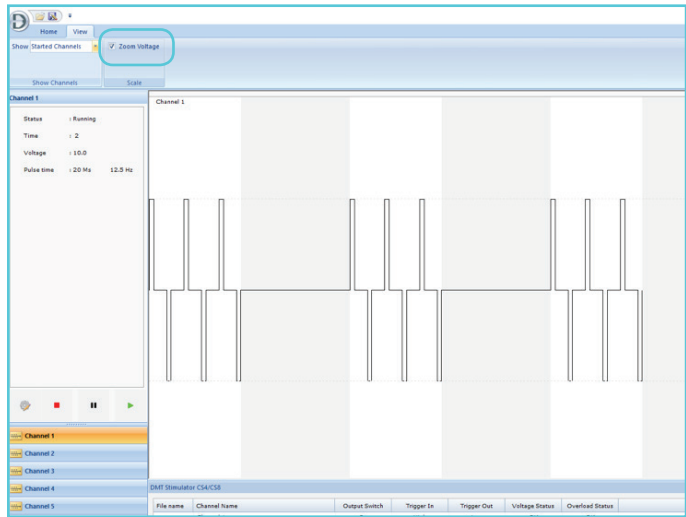 D
Home View
Show Started Channels Zoom Voltage
Show Channels Scale
Channel 1
Status : Running
Time : 2
Voltage : 10.0
Pulse time : 20 Ms 12.5 Hz
Channel 1
Channel 1
Channel 2
Channel 3
Channel 4
Channel 5
DMT Stimulator CS4/CS8
File name Channel Name Output Switch Trigger In Trigger Out Voltage Status Overload Status